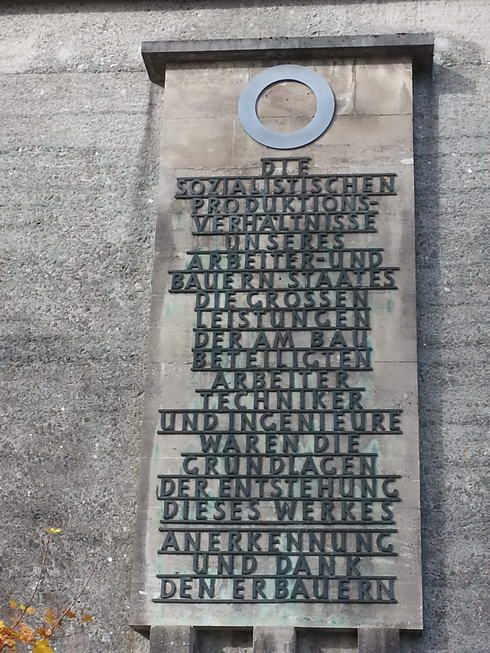 DIE
SOZIALISTISCHEN
PRODUKTIONS-
VERHÄLTNISSE
UNSERES
ARBEITER-UND
BAUERN-STAATES
DIE GROSSEN
LEISTUNGEN
DER AM BAU
BETEILIGTEN
ARBEITER
TECHNIKER
UND INGENIEURE
WAREN DIE
GRUNDLAGEN
DER ENTSTEHUNG
DIESES WERKES
ANERKENNUNG
UND DANK
DEN ERBAUERN